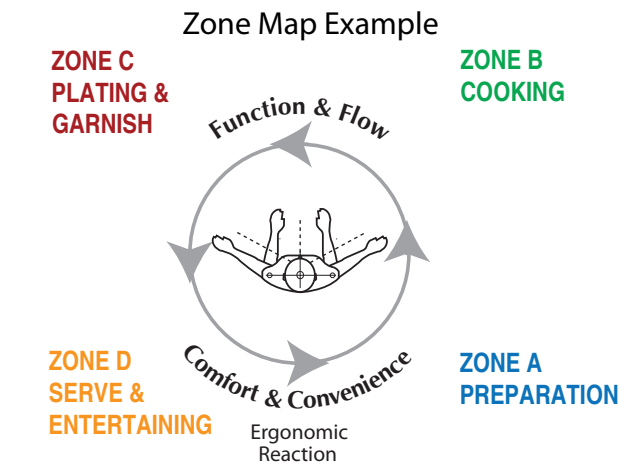 Zone Map Example
ZONE C
PLATING &
GARNISH
ZONE B
COOKING
Function & Flow
ZONE D
SERVE &
ENTERTAINING
Comfort & Convenience
Ergonomic
Reaction
ZONE A
PREPARATION